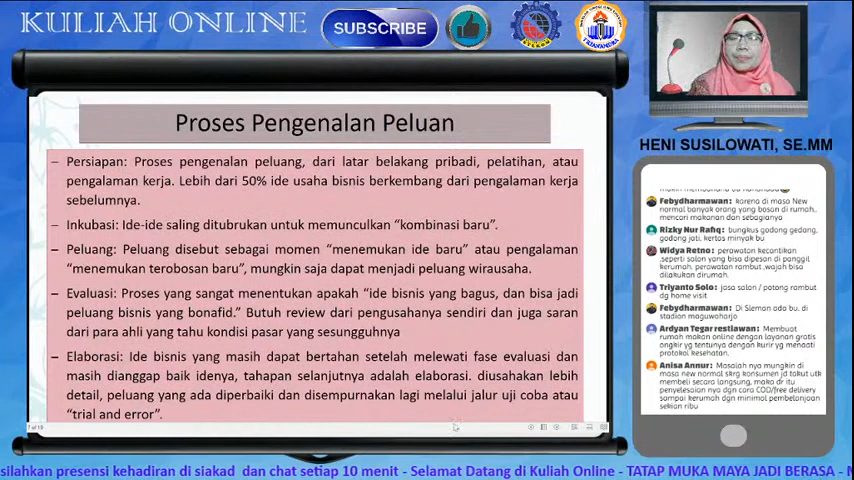 KULIAH ONLINE
SUBSCRIBE
Proses Pengenalan Peluan
– Persiapan: Proses pengenalan peluang, dari latar belakang pribadi, pelatihan, atau
pengalaman kerja. Lebih dari 50% ide usaha bisnis berkembang dari pengalaman kerja
sebelumnya.
– Inkubasi: Ide-ide saling ditubrukan untuk memunculkan “kombinasi baru”.
– Peluang: Peluang disebut sebagai momen “menemukan ide baru” atau pengalaman
“menemukan terobosan baru”, mungkin saja dapat menjadi peluang wirausaha.
– Evaluasi: Proses yang sangat menentukan apakah “ide bisnis yang bagus, dan bisa jadi
peluang bisnis yang bonafid.” Butuh review dari pengusahanya sendiri dan juga saran
dari para ahli yang tahu kondisi pasar yang sesungguhnya
– Elaborasi: Ide bisnis yang masih dapat bertahan setelah melewati fase evaluasi dan
masih dianggap baik idenya, tahapan selanjutnya adalah elaborasi. diusahakan lebih
detail, peluang yang ada diperbaiki dan disempurnakan lagi melalui jalur uji coba atau
“trial and error”.
HENI SUSILOWATI, SE.MM
Febydharmawan: karena di masa New
normal banyak orang yang bosan di rumah,,
mencari makanan dan sebagianya
Rizky Nur Rafiq: bungkus godang gedang,
godong jati, kertas minyak bu
Widya Retno: perawatan kecantikan
,seperti salon yang bisa dipesan di panggil
kerumah, perawatan rambut ,wajah bisa
dilakukan dirumah.
Triyanto Solo: jasa salon / potong rambut
dg home visit
Febydharmawan: Di Sleman ada bu, di
stadion maguwoharjo
Ardyan Tegar restiawan: Membuat
rumah makan online dengan layanan gratis
ongkir yg tentunya dengan kurir yg menaati
protokol kesehatan.
Anisa Annur: Masalah nya mungkin di
masa new normal skrg konsumen jd takut utk
membeli secara langsung, maka dr itu
penyelesaian nya dgn cara COD/free delivery
sampai kerumah dgn minimal pembelanjaan
sekian ribu
silahkan presensi kehadiran di siakad dan chat setiap 10 menit - Selamat Datang di Kuliah Online - TATAP MUKA MAYA JADI BERASA -